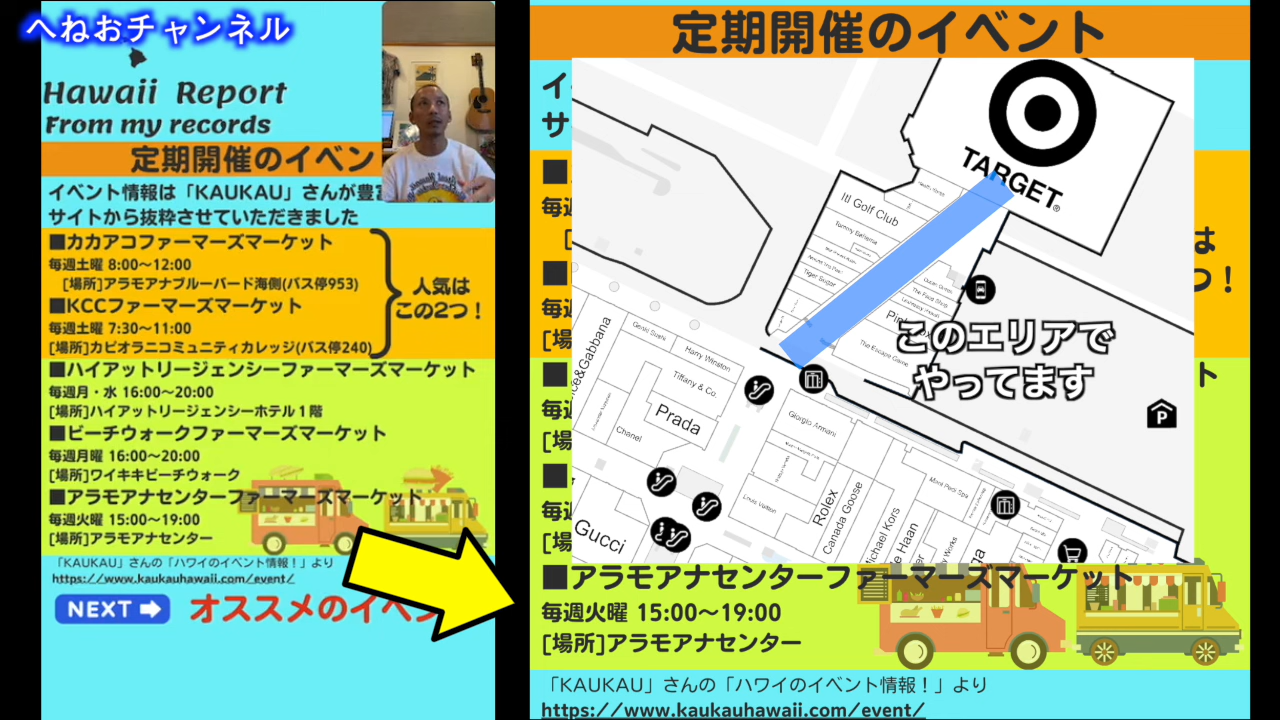 へねおチャンネル
Hawaii Report
From my records
定期開催のイベン
イベント情報は「KAUKAU」さんが豊
サイトから抜粋させていただきました
■カカアコファーマーズマーケット
毎週土曜 8:00〜12:00
[場所]アラモアナブルーバード海側(バス停953)
■KCCファーマーズマーケット
毎週土曜 7:30〜11:00
[場所]カピオラニコミュニティカレッジ(バス停240)
人気は
この2つ！
■ハイアットリージェンシーファーマーズマーケット
毎週月・水 16:00〜20:00
[場所]ハイアットリージェンシーホテル１階
■ビーチウォークファーマーズマーケット
毎週月曜 16:00〜20:00
[場所]ワイキキビーチウォーク
■アラモアナセンターファーマーズマーケット
毎週火曜 15:00〜19:00
[場所]アラモアナセンター
「KAUKAU」さんの「ハワイのイベント情報！」より
https://www.kaukauhawaii.com/event/
NEXT
オススメのイベン
定期開催のイベント
イ
サ
は
つ！
ト
TARGET
Itl Golf Club
Tommy Bahama
Tiger Sugar
The Escape Game
このエリアで
やってます
P
Genki Sushi
Harry Winston
Tiffany & Co.
Prada
Chanel
Giorgio Armani
Louis Vuitton
Rolex
Canada Goose
Michael Kors
Cole Haan
Maui Pedi Spa
Gucci
■アラモアナセンターファーマーズマーケット
毎週火曜 15:00〜19:00
[場所]アラモアナセンター
「KAUKAU」さんの「ハワイのイベント情報！」より
https://www.kaukauhawaii.com/event/